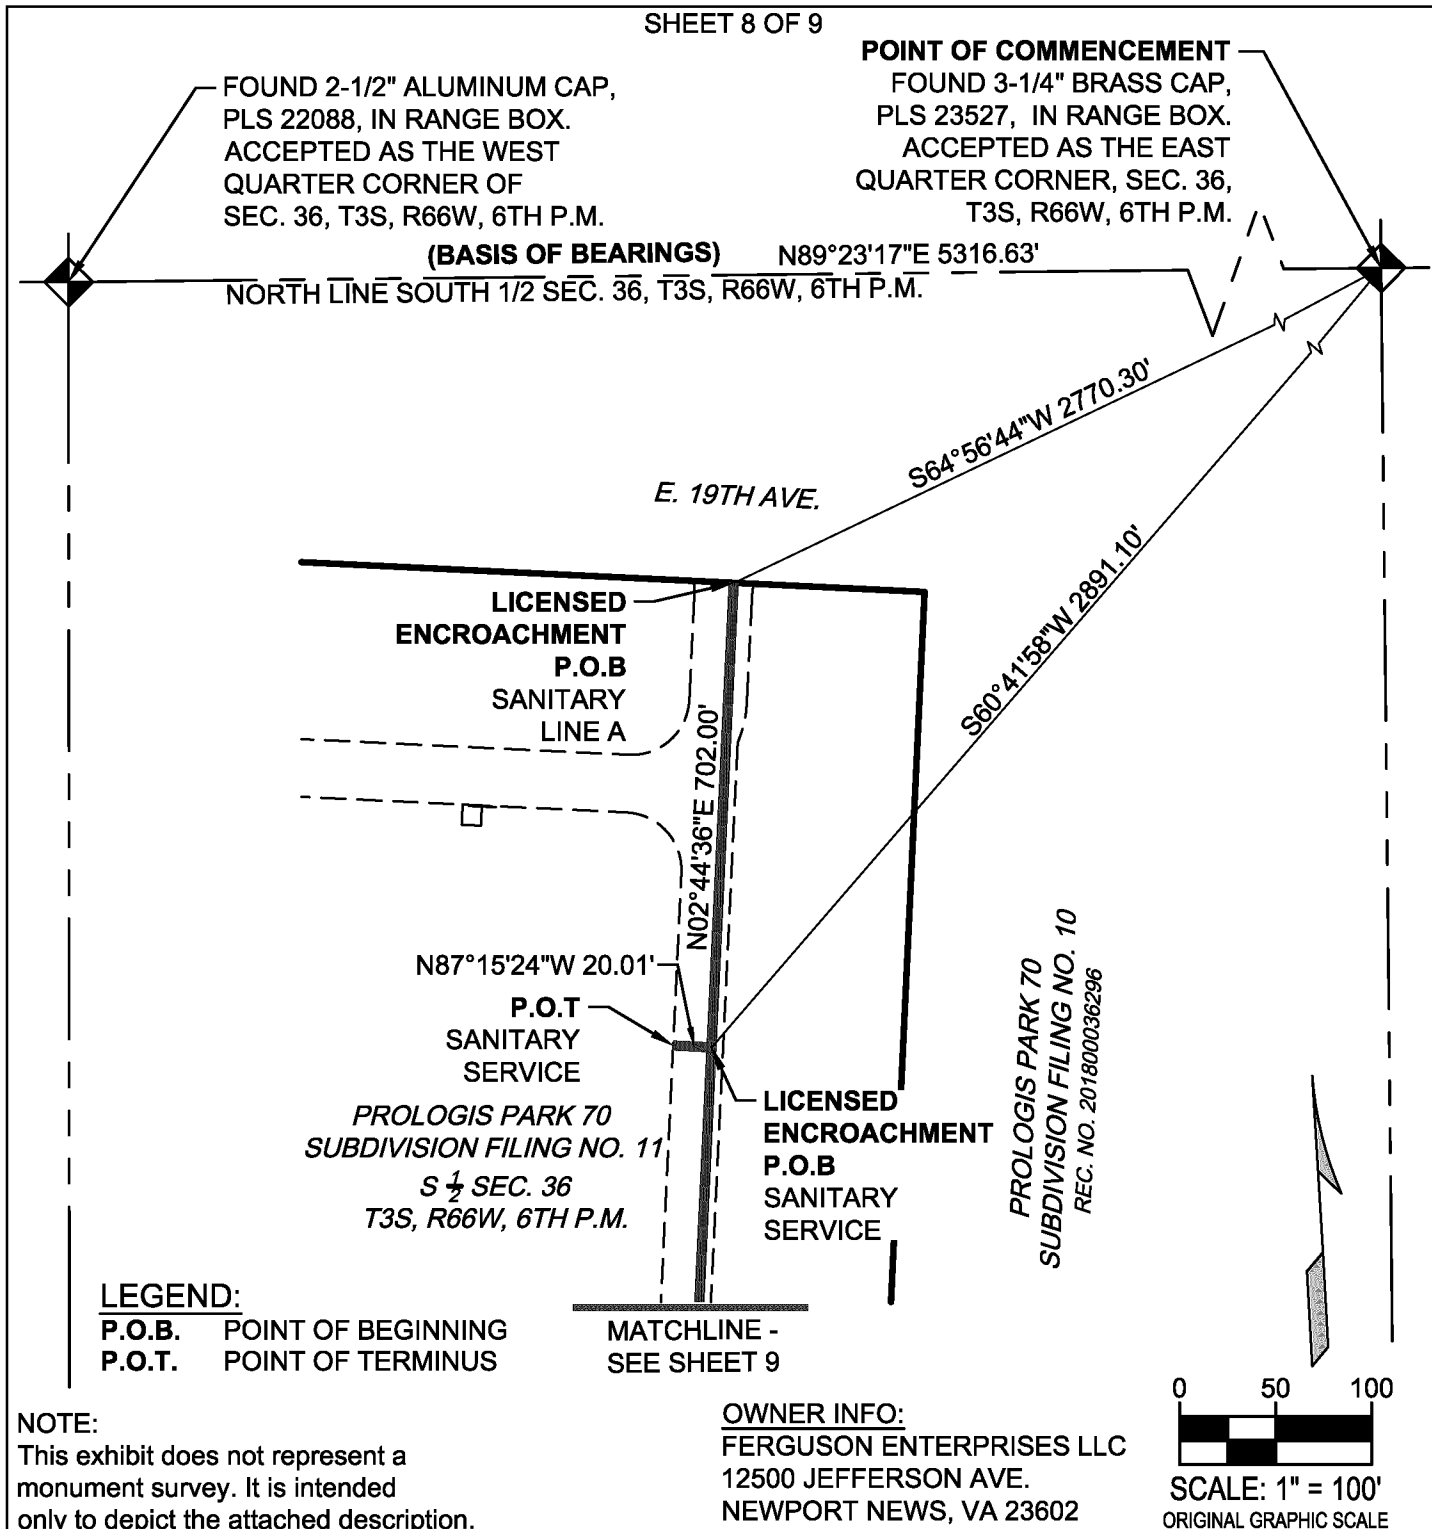 SHEET 8 OF 9
FOUND 2-1/2" ALUMINUM CAP,
PLS 22088, IN RANGE BOX.
ACCEPTED AS THE WEST
QUARTER CORNER OF
SEC. 36, T3S, R66W, 6TH P.M.
POINT OF COMMENCEMENT
FOUND 3-1/4" BRASS CAP,
PLS 23527, IN RANGE BOX.
ACCEPTED AS THE EAST
QUARTER CORNER, SEC. 36,
T3S, R66W, 6TH P.M.
(BASIS OF BEARINGS) N89°23'17"E 5316.63'
NORTH LINE SOUTH 1/2 SEC. 36, T3S, R66W, 6TH P.M.
S64°56'44"W 2770.30'
E. 19TH AVE.
S60°41'58"W 2891.10'
LICENSED
ENCROACHMENT
P.O.B
SANITARY
LINE A
N02°44'36"E 702.00'
N87°15'24"W 20.01'
P.O.T
SANITARY
SERVICE
LICENSED
ENCROACHMENT
P.O.B
SANITARY
SERVICE
PROLOGIS PARK 70
SUBDIVISION FILING NO. 11
S 1/2 SEC. 36
T3S, R66W, 6TH P.M.
PROLOGIS PARK 70
SUBDIVISION FILING NO. 10
REC. NO. 2018000036296
LEGEND:
P.O.B. POINT OF BEGINNING
P.O.T. POINT OF TERMINUS
MATCHLINE -
SEE SHEET 9
NOTE:
This exhibit does not represent a
monument survey. It is intended
only to depict the attached description.
OWNER INFO:
FERGUSON ENTERPRISES LLC
12500 JEFFERSON AVE.
NEWPORT NEWS, VA 23602
0 50 100
SCALE: 1" = 100'
ORIGINAL GRAPHIC SCALE